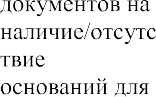 документов на
наличие/отсутс
твие
оснований для